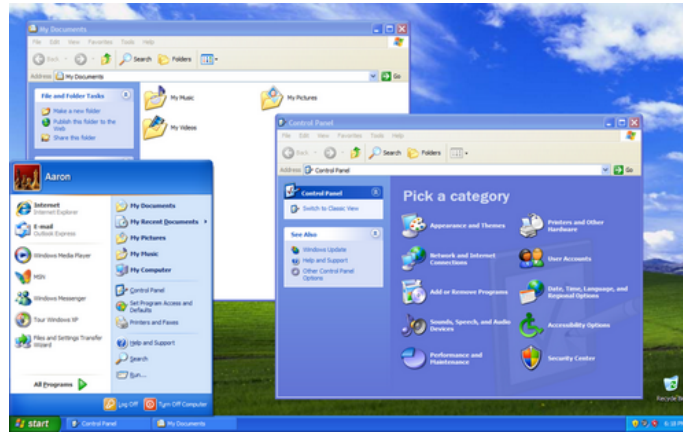 My Documents
File Edit View Favorites Tools Help
Back Search Folders
Address My Documents Go
File and Folder Tasks
Make a new folder
Publish this folder to the
Web
Share this folder
My Music
My Pictures
My Videos
Control Panel
File Edit View Favorites Tools Help
Back Search Folders
Address Control Panel Go
Control Panel
Switch to Classic View
See Also
Windows Update
Help and Support
Other Control Panel
Options
Pick a category
Appearance and Themes
Printers and Other
Hardware
Network and Internet
Connections
User Accounts
Add or Remove Programs
Date, Time, Language, and
Regional Options
Sounds, Speech, and Audio
Devices
Accessibility Options
Performance and
Maintenance
Security Center
Aaron
Internet
Internet Explorer
E-mail
Outlook Express
Windows Media Player
MSN
Windows Messenger
Tour Windows XP
Files and Settings Transfer
Wizard
All Programs
My Documents
My Recent Documents
My Pictures
My Music
My Computer
Control Panel
Set Program Access and
Defaults
Printers and Faxes
Help and Support
Search
Run...
Log Off Turn Off Computer
start Control Panel My Documents